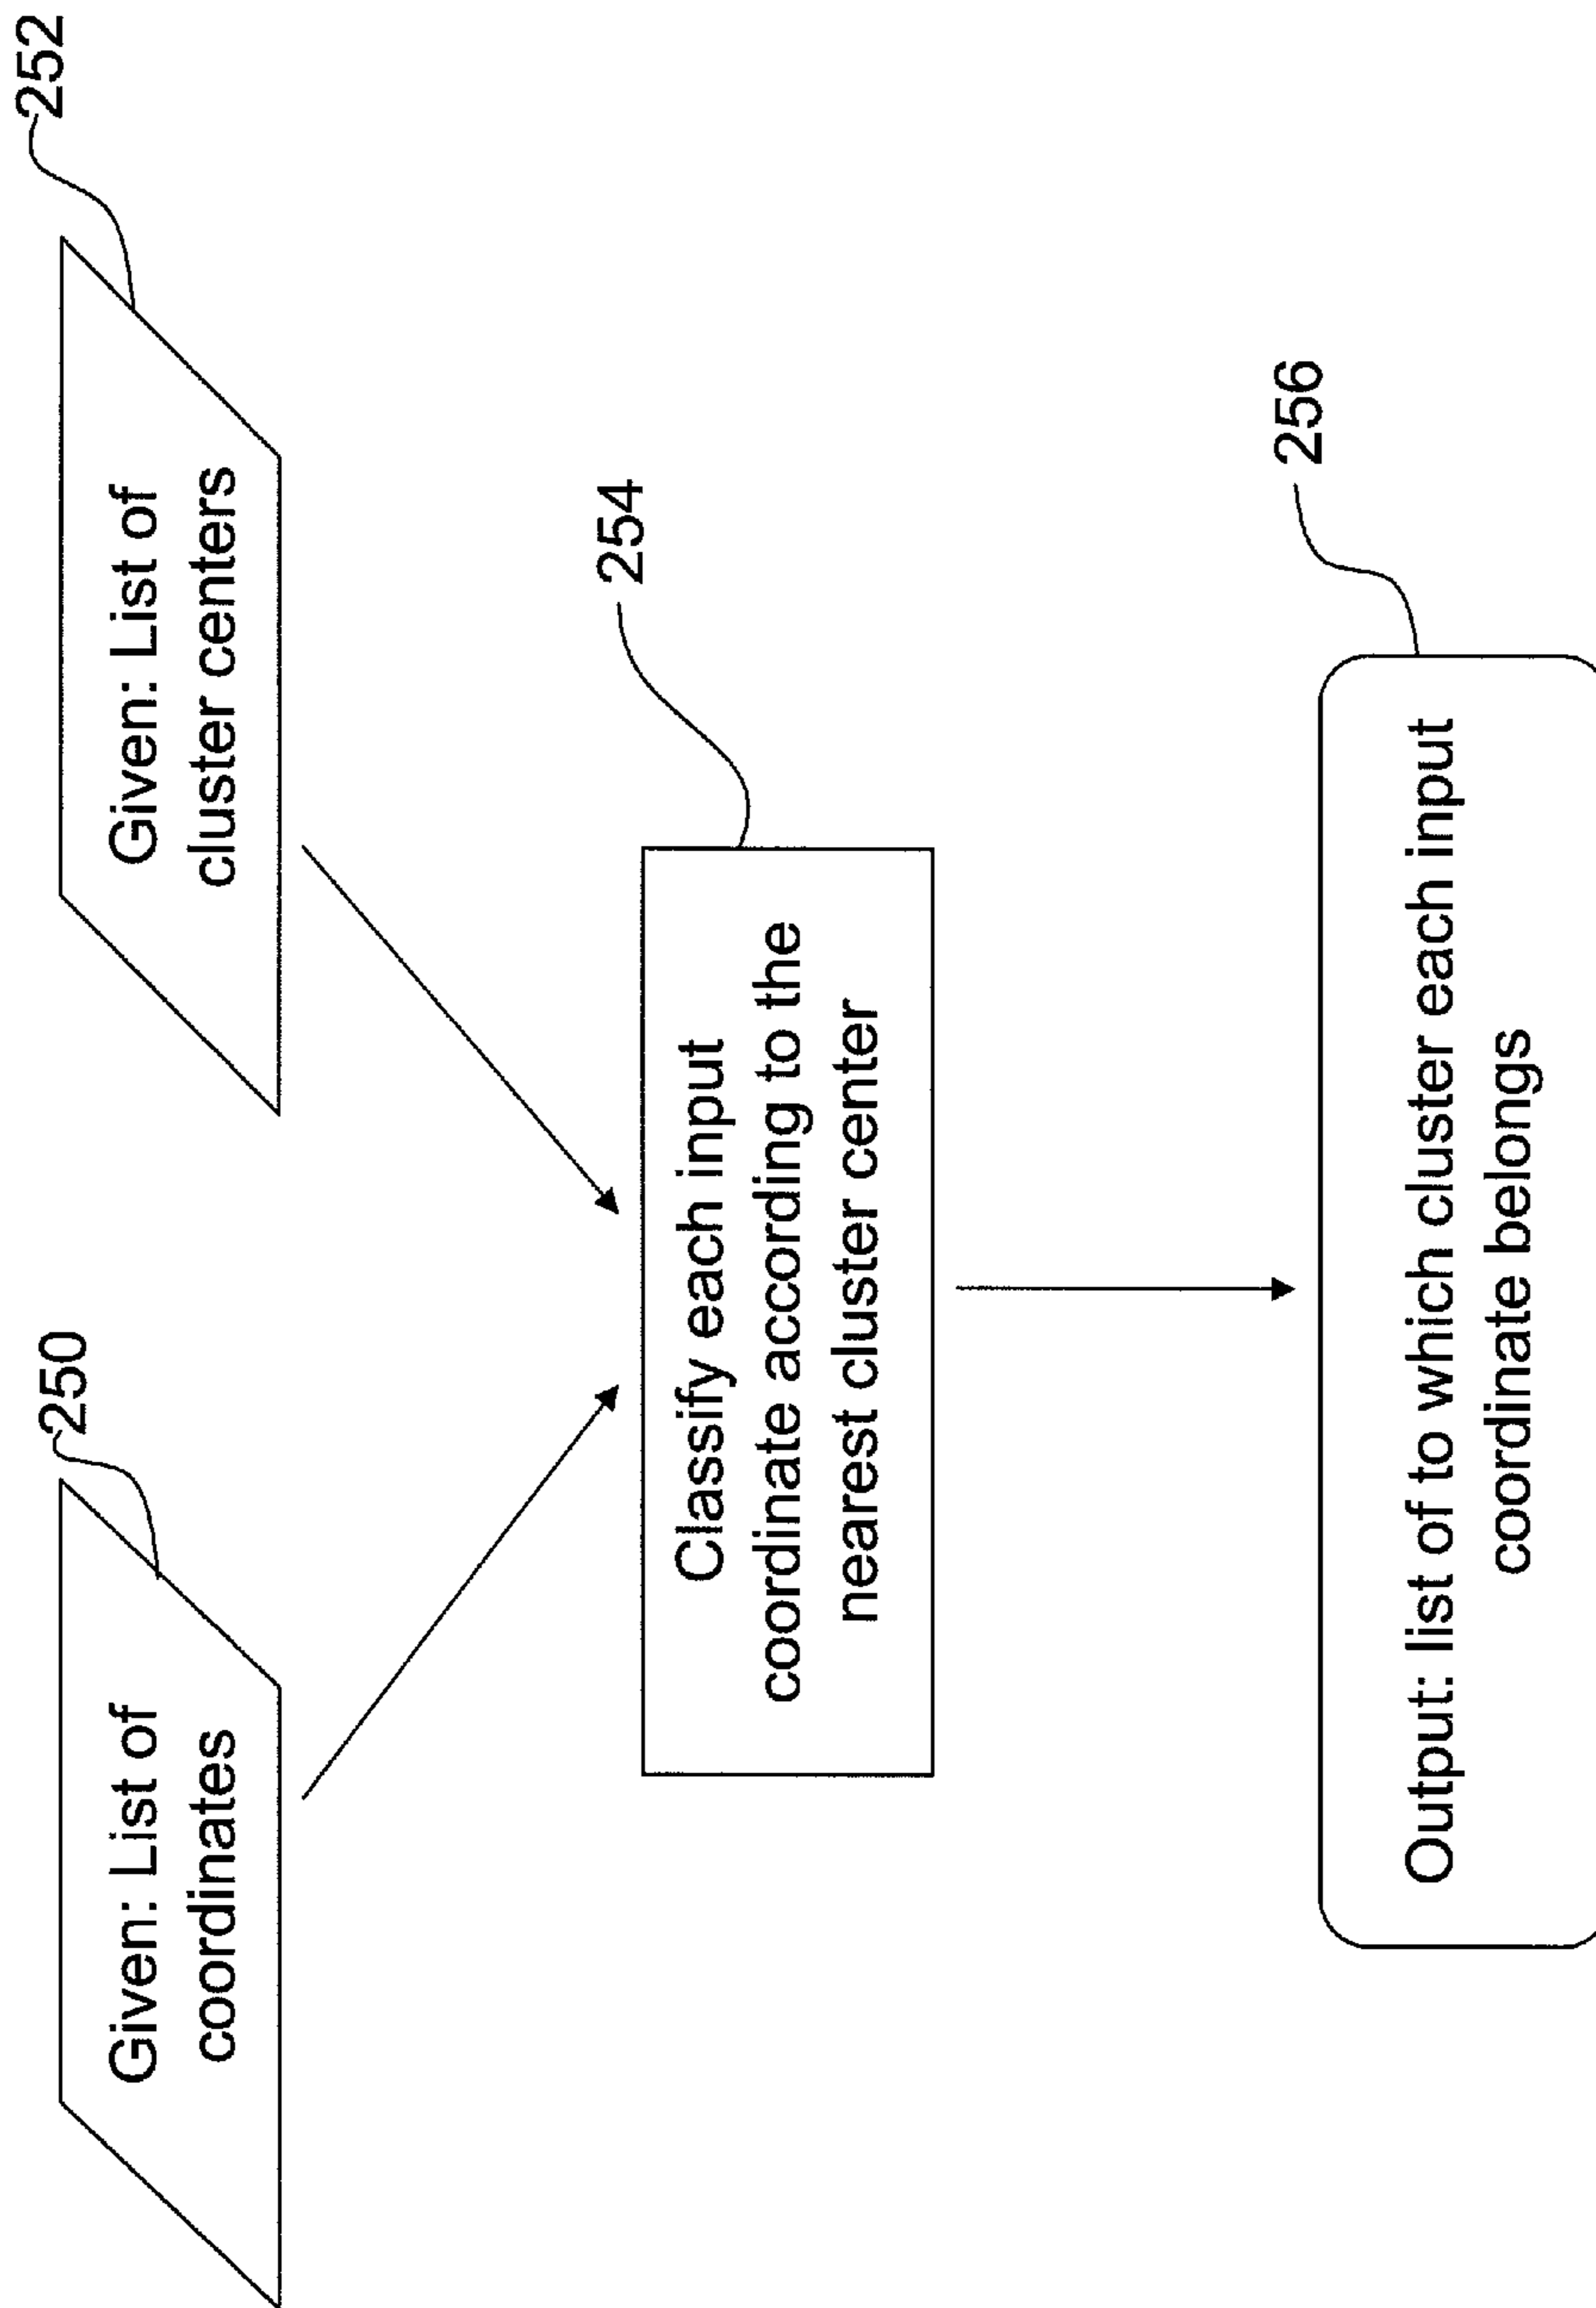 250
Given: List of
coordinates
252
Given: List of
cluster centers
254
Classify each input
coordinate according to the
nearest cluster center
256
Output: list of to which cluster each input
coordinate belongs